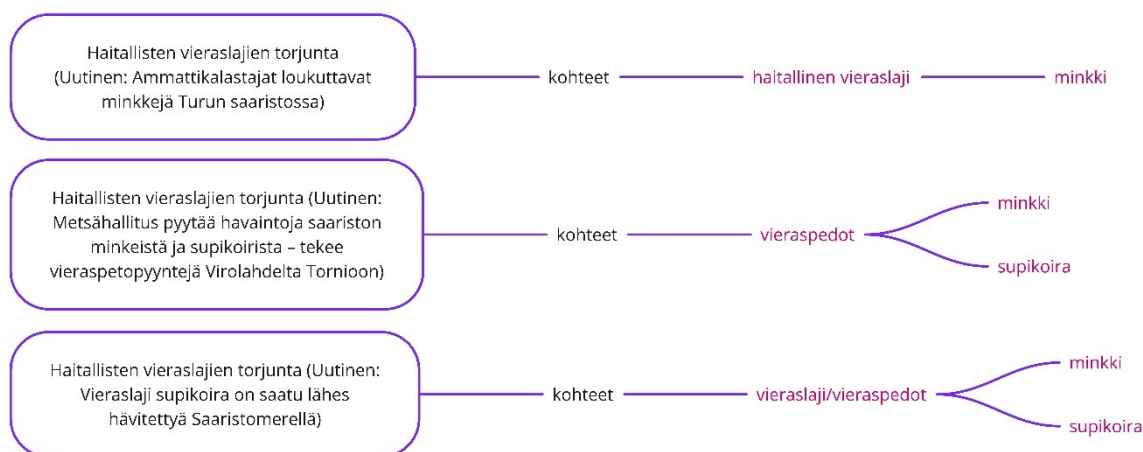 Haitallisten vieraslajien torjunta
(Uutinen: Ammattikalastajat loukuttavat
minkkejä Turun saaristossa)
kohteet
haitallinen vieraslaji
minkki
Haitallisten vieraslajien torjunta (Uutinen:
Metsähallitus pyytää havaintoja saariston
minkeistä ja supikoirista – tekee
vieraspetopyyntejä Virolahdelta Tornioon)
kohteet
vieraspedot
minkki
supikoira
Haitallisten vieraslajien torjunta (Uutinen:
Vieraslaji supikoira on saatu lähes
hävitettyä Saaristomerellä)
kohteet
vieraslaji/vieraspedot
minkki
supikoira